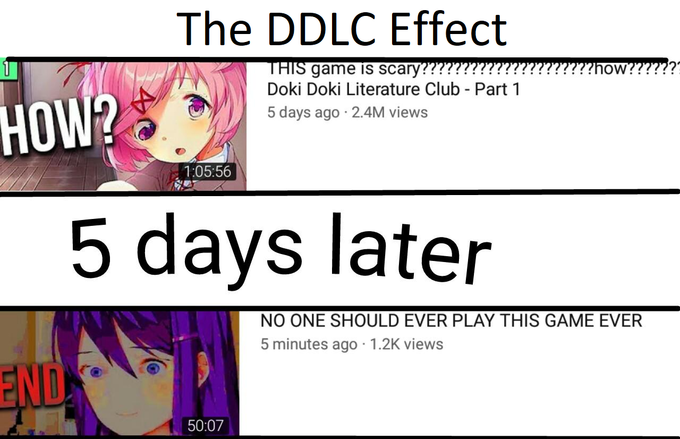 The DDLC Effect
1
THIS game is scary?????????????????????how??????
Doki Doki Literature Club - Part 1
5 days ago · 2.4M views
HOW?
1:05:56
5 days later
NO ONE SHOULD EVER PLAY THIS GAME EVER
5 minutes ago · 1.2K views
END
50:07